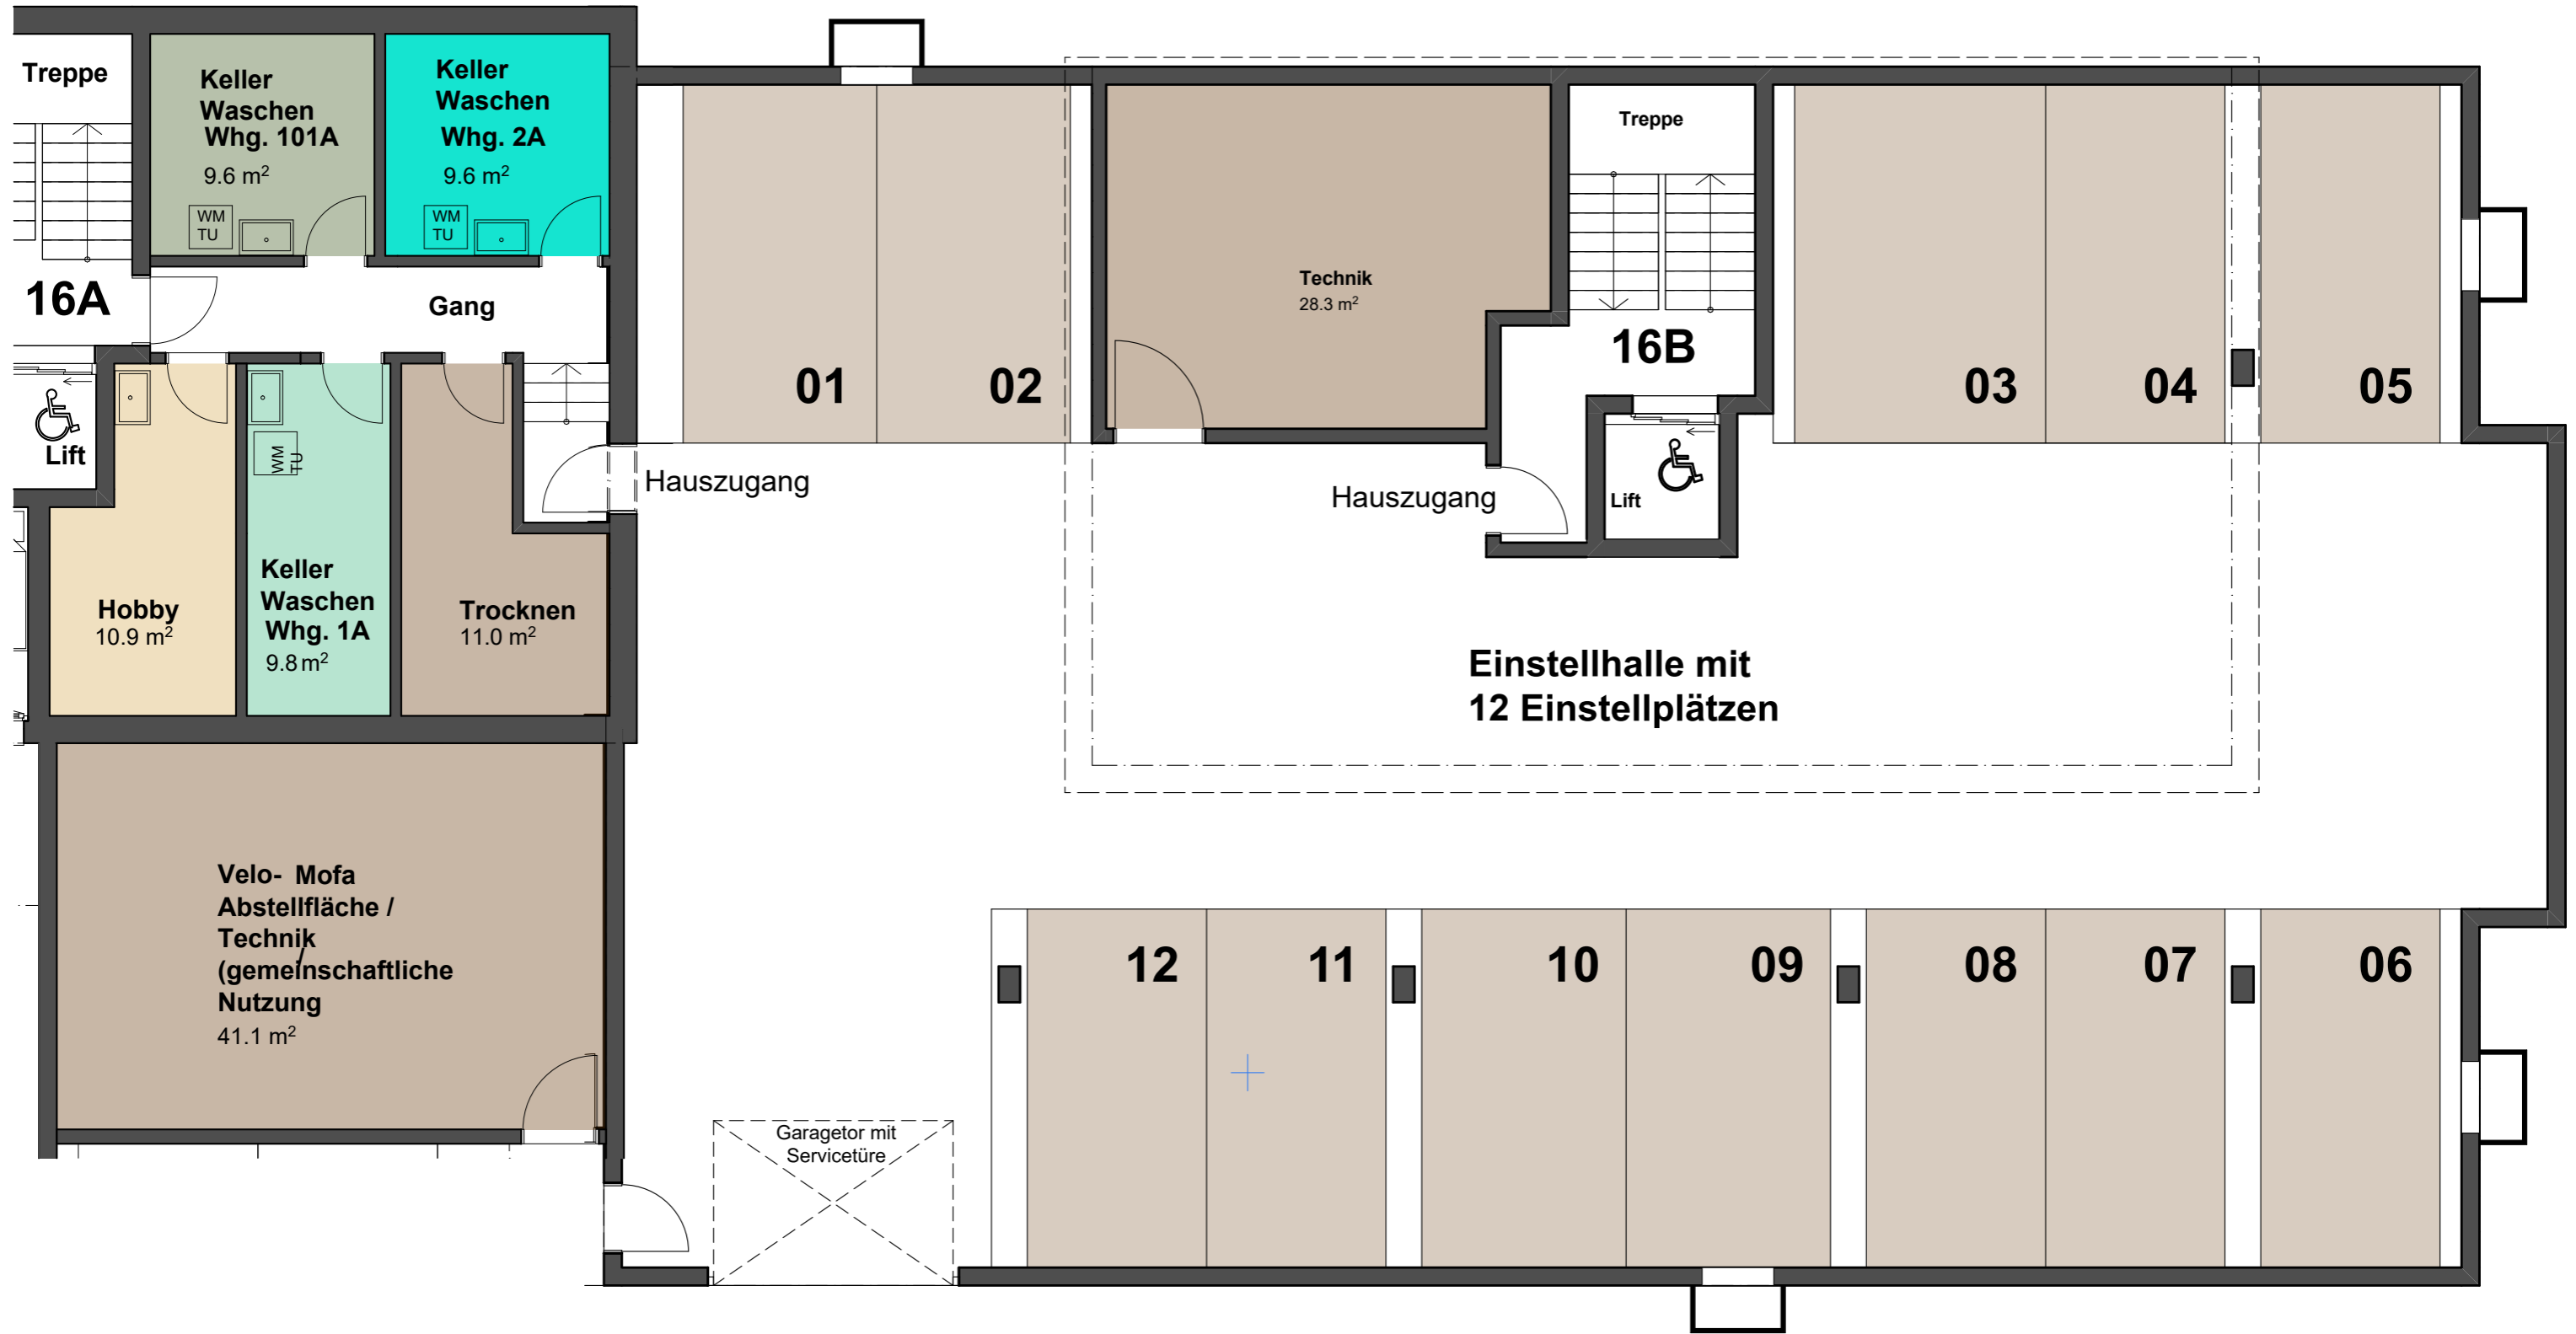 Treppe
Keller
Waschen
Whg. 101A
9.6 m²
WM
TU
Keller
Waschen
Whg. 2A
9.6 m²
WM
TU
16A
Gang
Lift
Hobby
10.9 m²
WM
TU
Keller
Waschen
Whg. 1A
9.8 m²
Trocknen
11.0 m²
Hauszugang
01
02
Technik
28.3 m²
Treppe
16B
Hauszugang
Lift
03
04
05
Einstellhalle mit
12 Einstellplätzen
Velo- Mofa
Abstellfläche /
Technik
/
(gemeinschaftliche
Nutzung
41.1 m²
Garagetor mit
Servicetüre
12
11
10
09
08
07
06